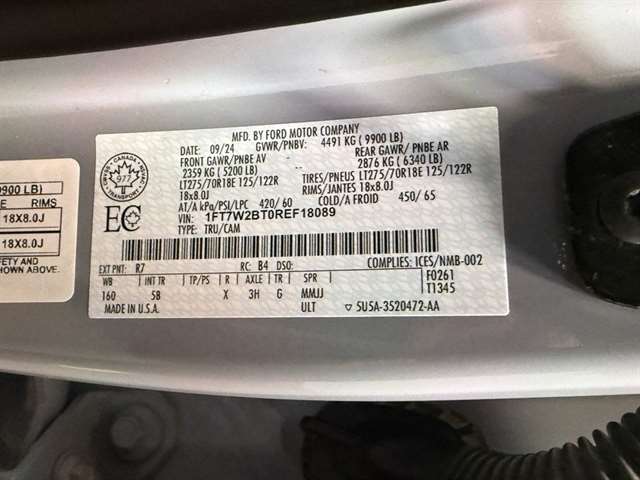 MFD. BY FORD MOTOR COMPANY
DATE: 09/24 GVWR/PNBV: 4491 KG (9900 LB)
FRONT GAWR/PNBE AV REAR GAWR/ PNBE AR
2359 KG (5200 LB) 2876 KG (6340 LB)
LT275/70R18E 125/122R TIRES/PNEUS LT275/70R18E 125/122R
18x8.0J RIMS/JANTES 18x8.0J
AT/A kPa/PSI/LPC 420/60 COLD/A FROID 450/65
CANADA
977
TRANSPORT
EC
VIN: 1FT7W2BT0REF18089
TYPE: TRU/CAM
EXT PNT: R7 RC: B4 DSO: COMPLIES: ICES/NMB-002
WB INT TR TP/PS R AXLE TR SPR F0261
160 5B X 3H G MMJJ T1345
MADE IN U.S.A. ULT 5U5A-3520472-AA
9900 LB)
E RIMS
18X8.0J
18X8.0J
FETY AND
SHOWN ABOVE.